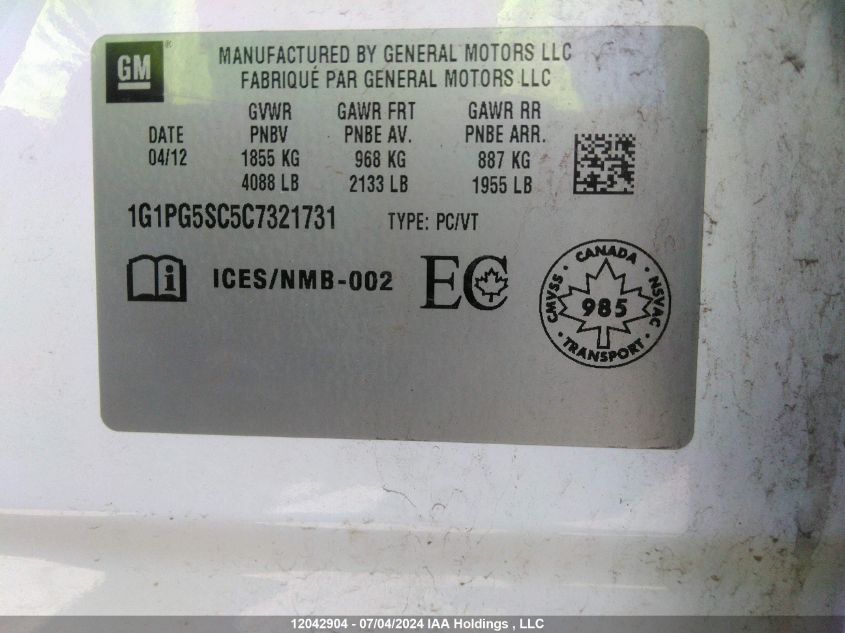 GM ®
MANUFACTURED BY GENERAL MOTORS LLC
FABRIQUÉ PAR GENERAL MOTORS LLC
GVWR GAWR FRT GAWR RR
DATE PNBV PNBE AV. PNBE ARR.
04/12 1855 KG 968 KG 887 KG
4088 LB 2133 LB 1955 LB
1G1PG5SC5C7321731 TYPE: PC/VT
i ICES/NMB-002 EC
CMVSS · CANADA · NSVAC · TRANSPORT ·
985
12042904 - 07/04/2024 IAA Holdings , LLC